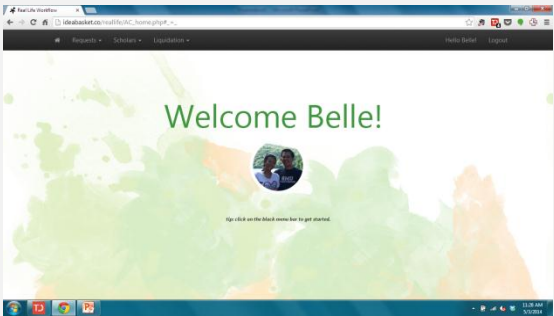 Real Life Workflow
ideabasket.co/reallife/AC_home.php#_=_
Requests
Scholars
Liquidation
Hello Belle!
Logout
Welcome Belle!
tip: click on the black menu bar to get started.
11:28 AM
5/3/2014